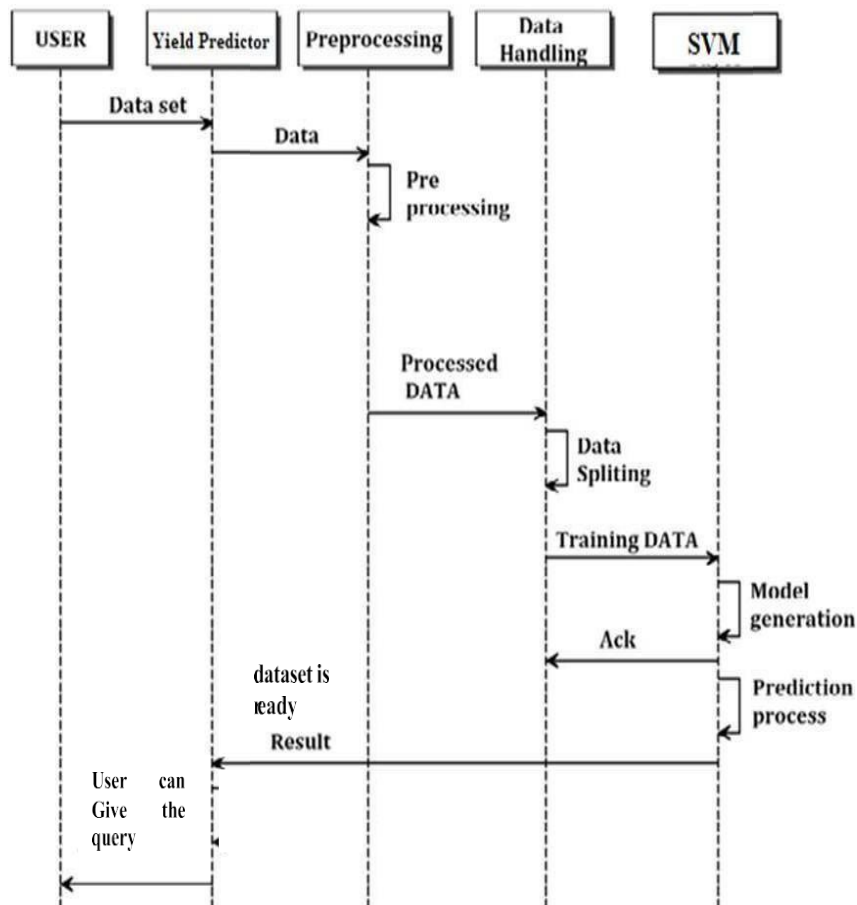 USER
Yield Predictor
Preprocessing
Data
Handling
SVM
Data set
Data
Pre
processing
Processed
DATA
Data
Spliting
Training DATA
Model
generation
Ack
dataset is
ready
Prediction
process
Result
User can
Give the
query